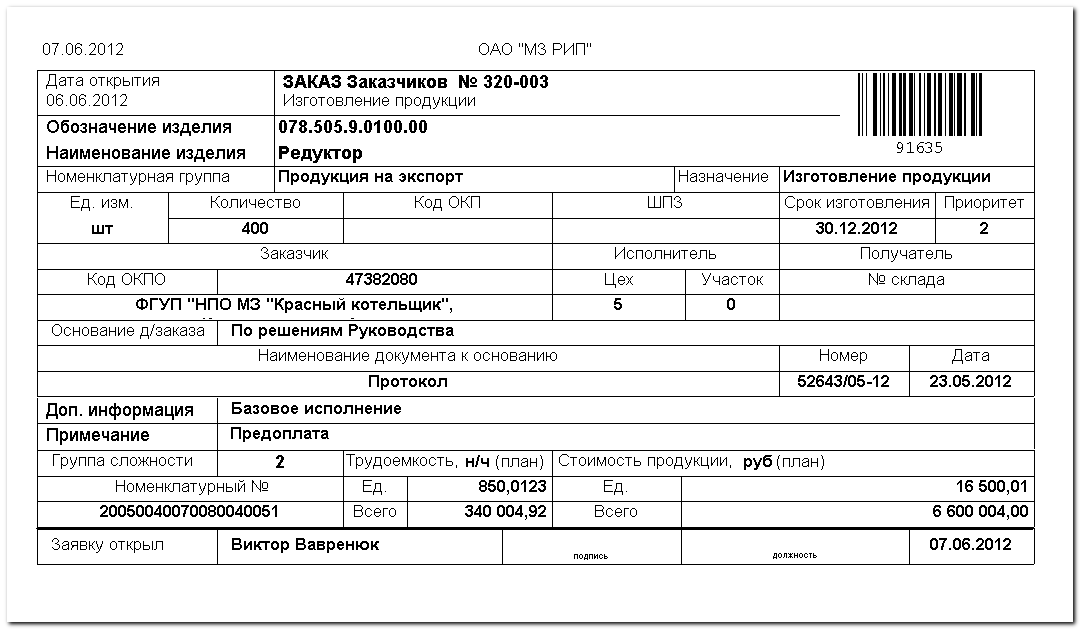 07.06.2012 ОАО "МЗ РИП"
Дата открытия ЗАКАЗ Заказчиков № 320-003
06.06.2012 Изготовление продукции
Обозначение изделия 078.505.9.0100.00
91635
Наименование изделия Редуктор
Номенклатурная группа Продукция на экспорт Назначение Изготовление продукции
Ед. изм. Количество Код ОКП ШПЗ Срок изготовления Приоритет
шт 400 30.12.2012 2
Заказчик Исполнитель Получатель
Код ОКПО 47382080 Цех Участок № склада
ФГУП "НПО МЗ "Красный котельщик", 5 0
Основание д/заказа По решениям Руководства
Наименование документа к основанию Номер Дата
Протокол 52643/05-12 23.05.2012
Доп. информация Базовое исполнение
Примечание Предоплата
Группа сложности 2 Трудоемкость, н/ч (план) Стоимость продукции, руб (план)
Номенклатурный № Ед. 850,0123 Ед. 16 500,01
20050040070080040051 Всего 340 004,92 Всего 6 600 004,00
Заявку открыл Виктор Вавренюк подпись должность 07.06.2012